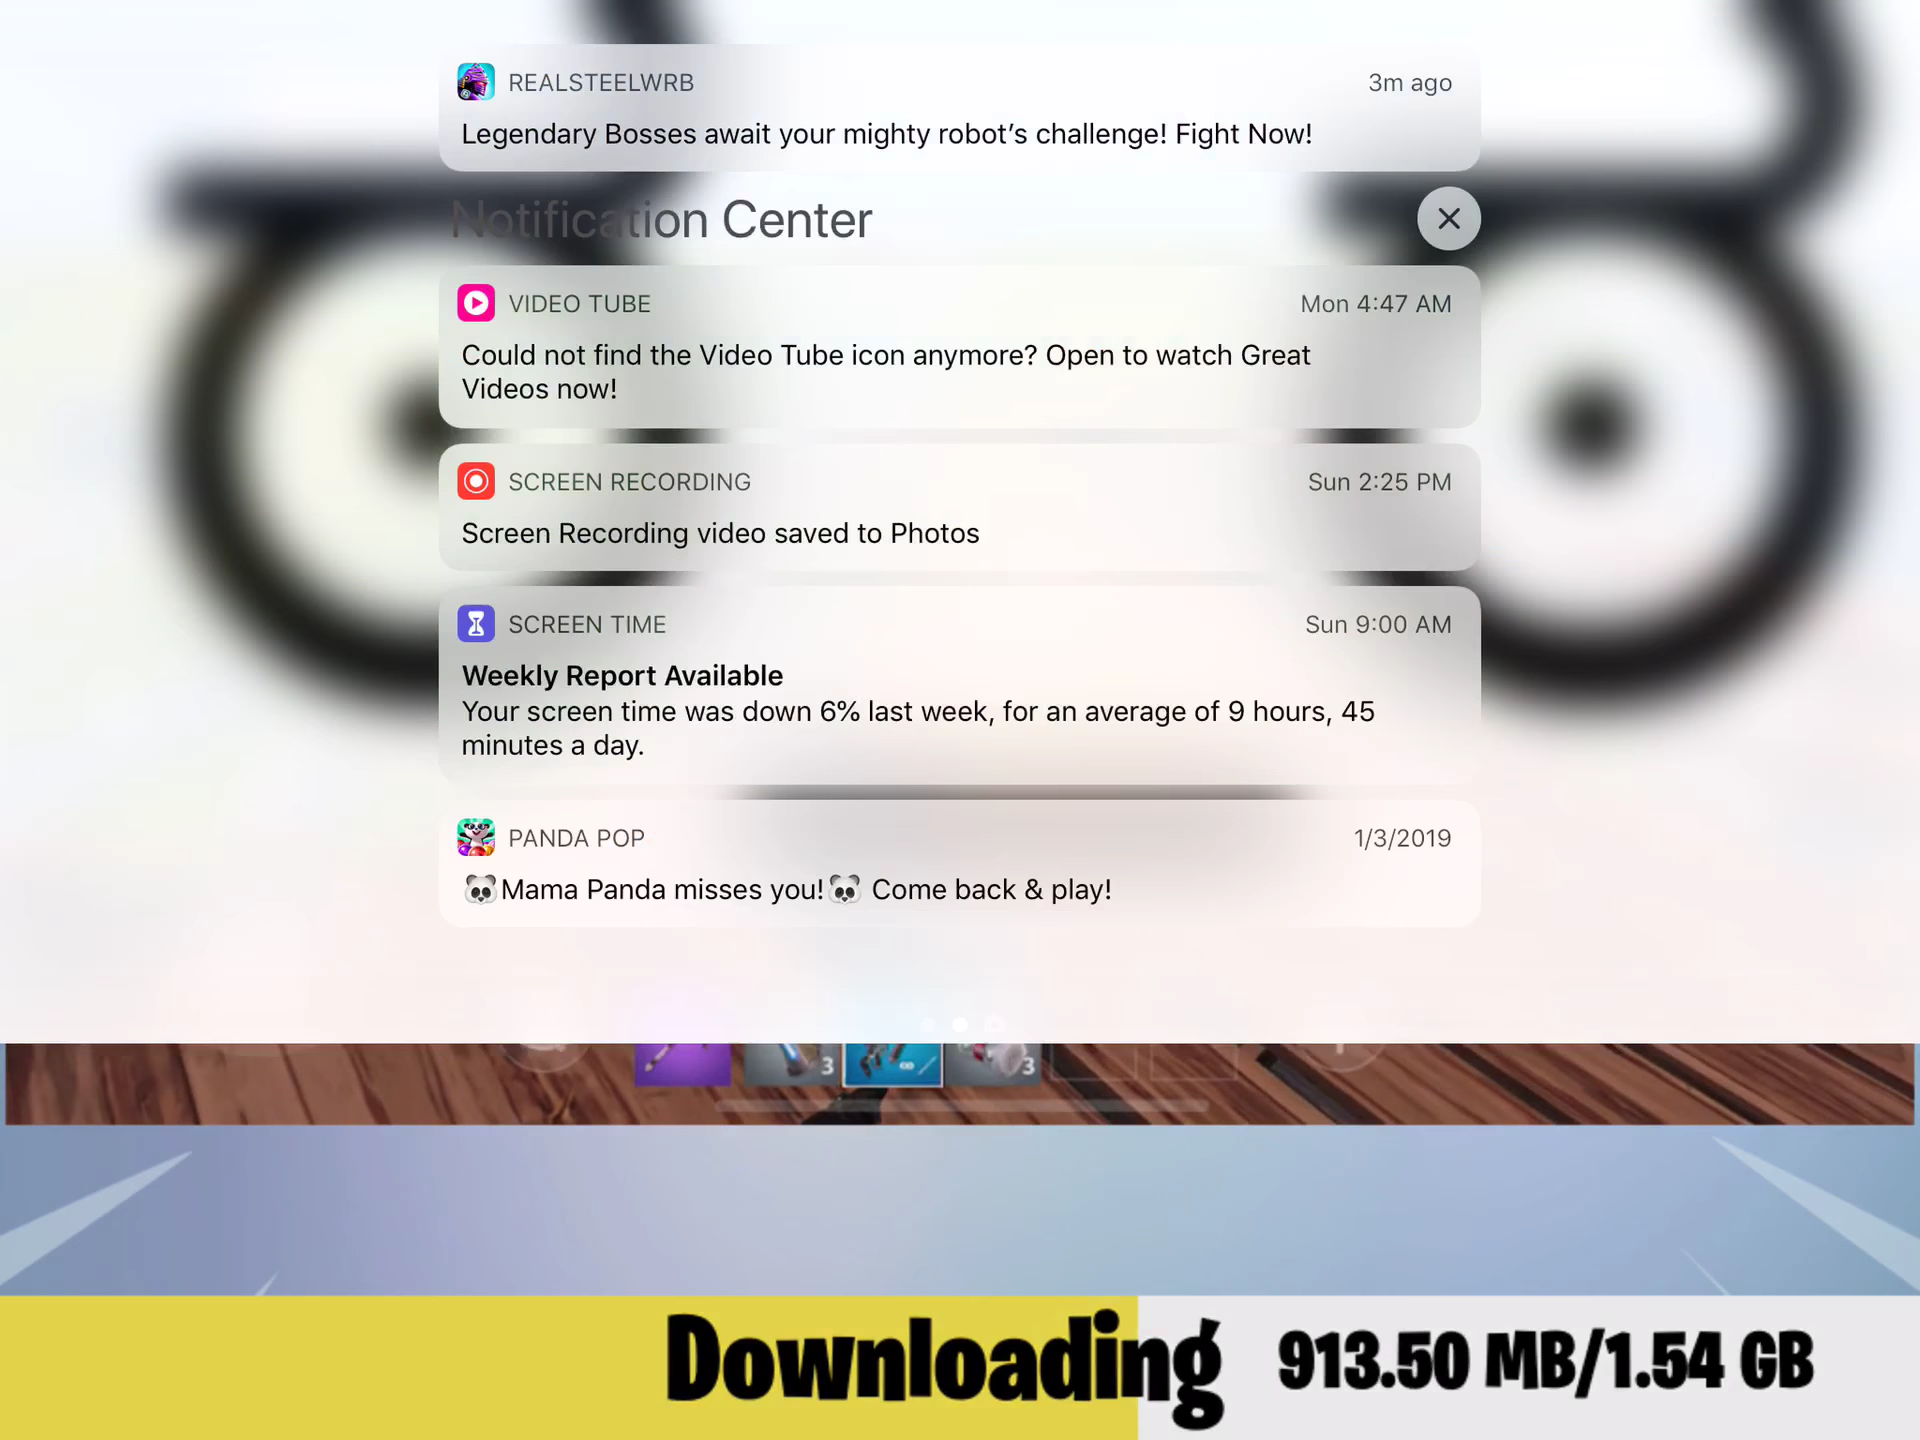 REALSTEELWRB 3m ago
Legendary Bosses await your mighty robot's challenge! Fight Now!
Notification Center
VIDEO TUBE Mon 4:47 AM
Could not find the Video Tube icon anymore? Open to watch Great
Videos now!
SCREEN RECORDING Sun 2:25 PM
Screen Recording video saved to Photos
SCREEN TIME Sun 9:00 AM
Weekly Report Available
Your screen time was down 6% last week, for an average of 9 hours, 45
minutes a day.
PANDA POP 1/3/2019
🐼Mama Panda misses you!🐼 Come back & play!
3 ∞ 3
Downloading 913.50 MB/1.54 GB